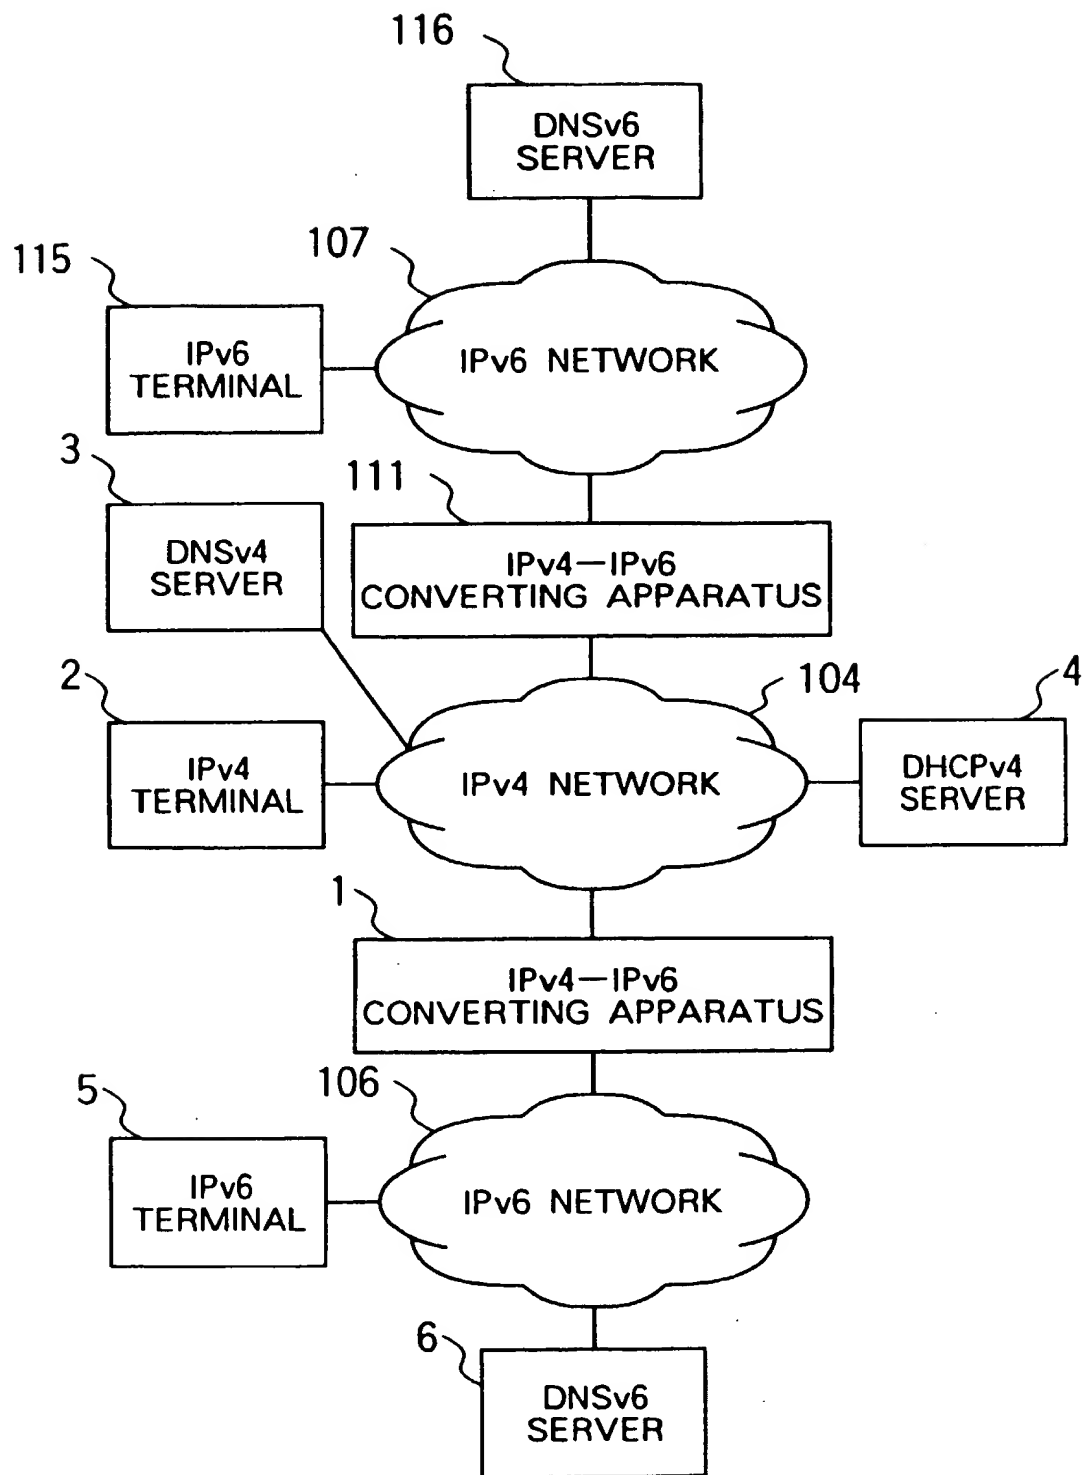 116
DNSv6
SERVER
107
115
IPv6
TERMINAL
IPv6 NETWORK
3
111
DNSv4
SERVER
IPv4—IPv6
CONVERTING APPARATUS
2
104
4
IPv4
TERMINAL
IPv4 NETWORK
DHCPv4
SERVER
1
IPv4—IPv6
CONVERTING APPARATUS
5
106
IPv6
TERMINAL
IPv6 NETWORK
6
DNSv6
SERVER